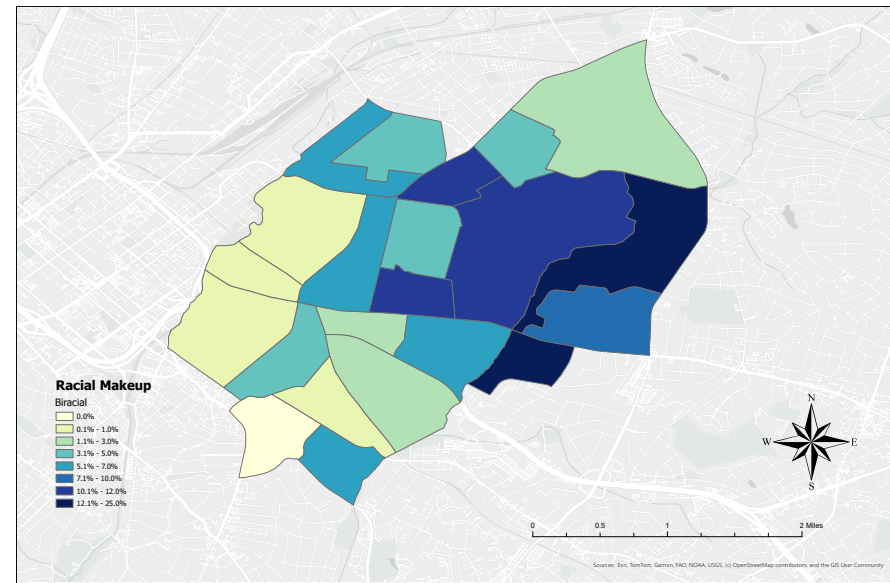 Racial Makeup
Biracial
0.0%
0.1% - 1.0%
1.1% - 3.0%
3.1% - 5.0%
5.1% - 7.0%
7.1% - 10.0%
10.1% - 12.0%
12.1% - 25.0%
N
W E
S
0 0.5 1 2 Miles
Sources: Esri, TomTom, Garmin, FAO, NOAA, USGS, (c) OpenStreetMap contributors, and the GIS User Community